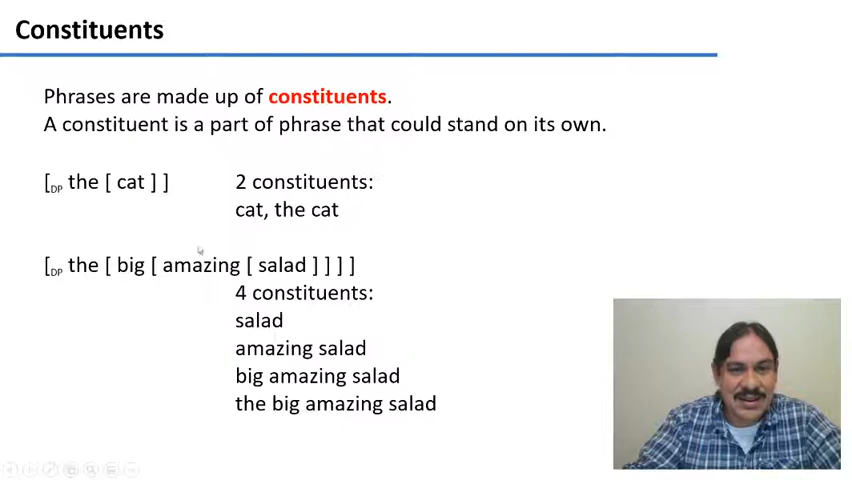 Constituents
Phrases are made up of constituents.
A constituent is a part of phrase that could stand on its own.
[DP the [ cat ] ] 2 constituents:
cat, the cat
[DP the [ big [ amazing [ salad ] ] ] ]
4 constituents:
salad
amazing salad
big amazing salad
the big amazing salad